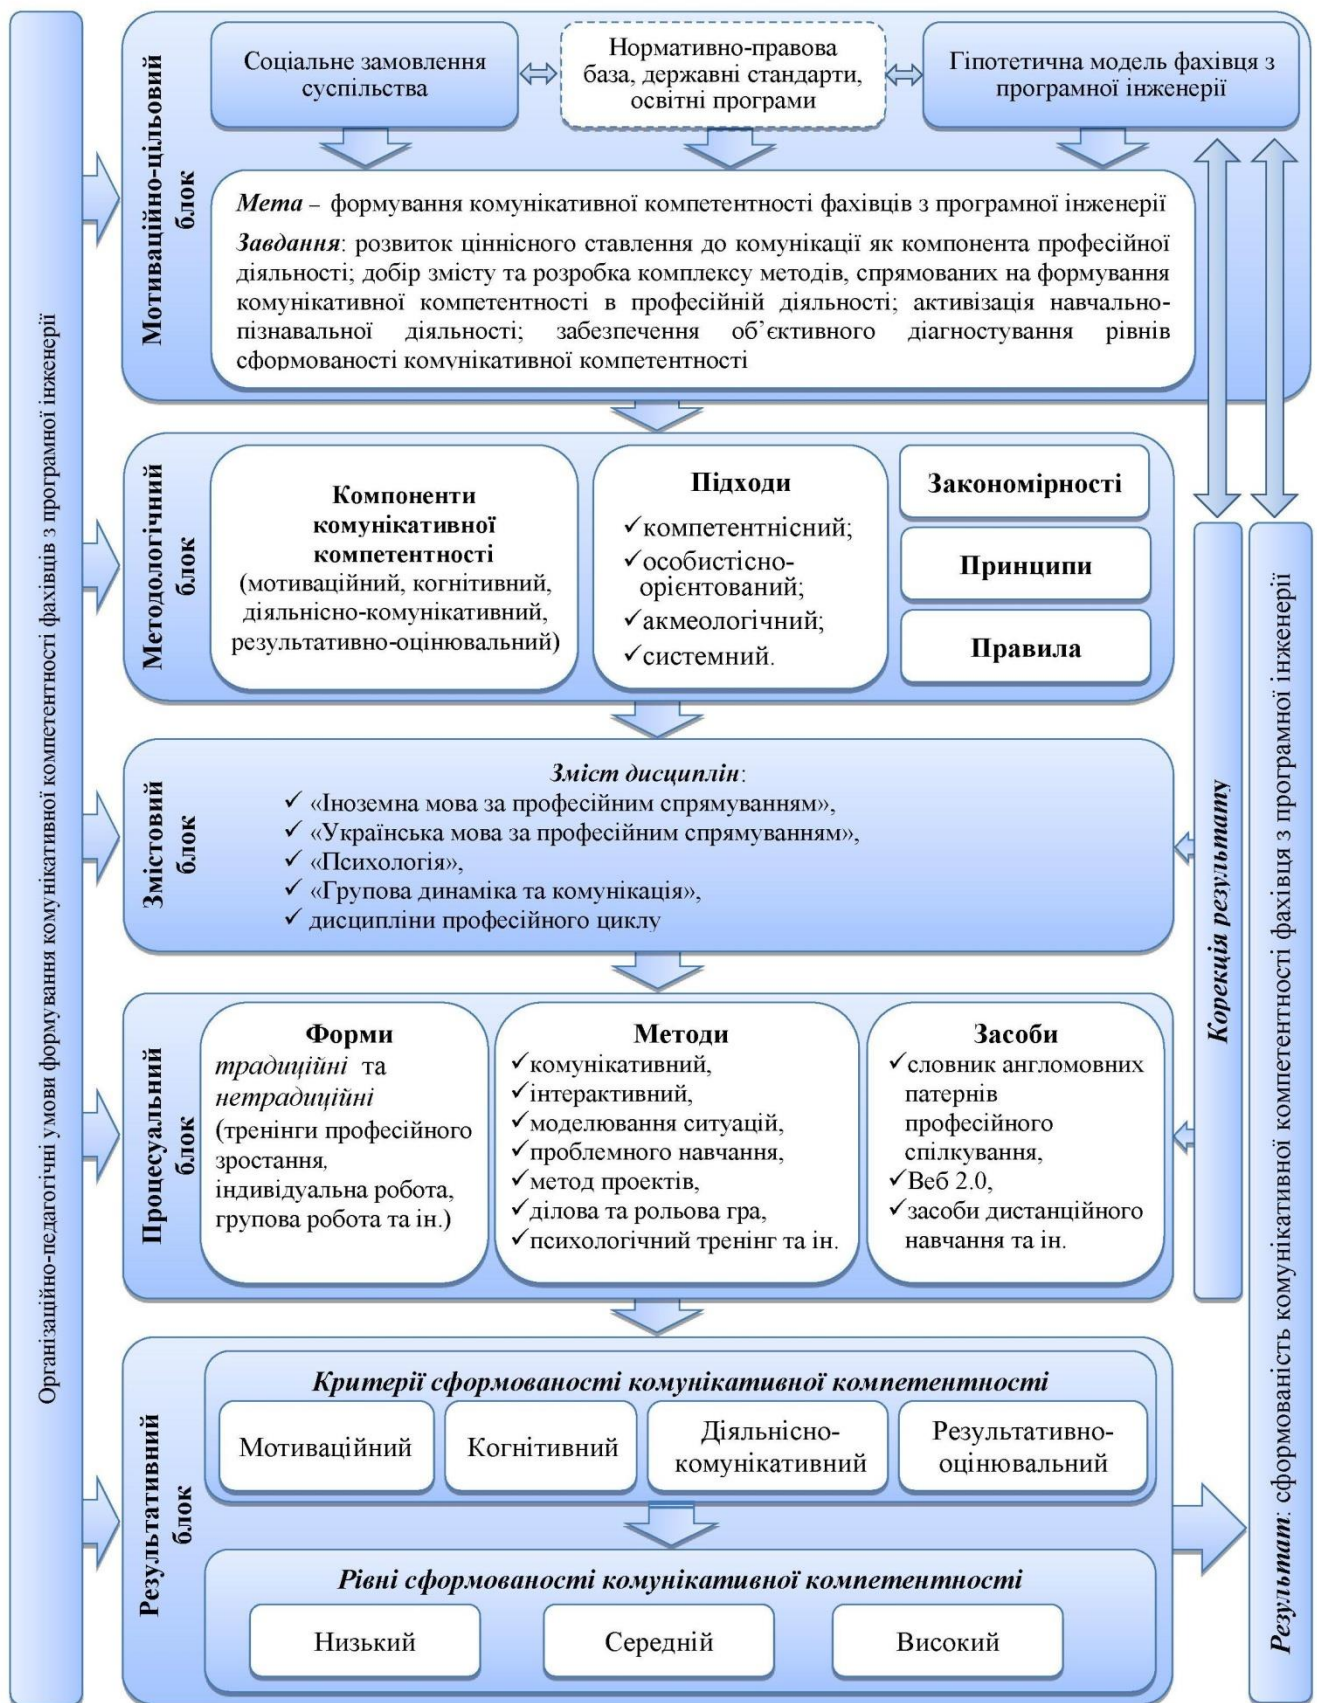 Організаційно-педагогічні умови формування комунікативної компетентності фахівців з програмної інженерії
Мотиваційно-цільовий
блок
Соціальне замовлення
суспільства
Нормативно-правова
база, державні стандарти,
освітні програми
Гіпотетична модель фахівця з
програмної інженерії
Мета – формування комунікативної компетентності фахівців з програмної інженерії
Завдання: розвиток ціннісного ставлення до комунікації як компонента професійної
діяльності; добір змісту та розробка комплексу методів, спрямованих на формування
комунікативної компетентності в професійній діяльності; активізація навчально-
пізнавальної діяльності; забезпечення об’єктивного діагностування рівнів
сформованості комунікативної компетентності
Методологічний
блок
Компоненти
комунікативної
компетентності
(мотиваційний, когнітивний,
діяльнісно-комунікативний,
результативно-оцінювальний)
Підходи
✓компетентнісний;
✓особистісно-
орієнтований;
✓акмеологічний;
✓системний.
Закономірності
Принципи
Правила
Змістовий
блок
Зміст дисциплін:
✓ «Іноземна мова за професійним спрямуванням»,
✓ «Українська мова за професійним спрямуванням»,
✓ «Психологія»,
✓ «Групова динаміка та комунікація»,
✓ дисципліни професійного циклу
Процесуальний
блок
Форми
традиційні та
нетрадиційні
(тренінги професійного
зростання,
індивідуальна робота,
групова робота та ін.)
Методи
✓комунікативний,
✓інтерактивний,
✓моделювання ситуацій,
✓проблемного навчання,
✓метод проектів,
✓ділова та рольова гра,
✓психологічний тренінг та ін.
Засоби
✓словник англомовних
патернів
професійного
спілкування,
✓Веб 2.0,
✓засоби дистанційного
навчання та ін.
Результативний
блок
Критерії сформованості комунікативної компетентності
Мотиваційний
Когнітивний
Діяльнісно-
комунікативний
Результативно-
оцінювальний
Рівні сформованості комунікативної компетентності
Низький
Середній
Високий
Корекція результату
Результат: сформованість комунікативної компетентності фахівця з програмної інженерії